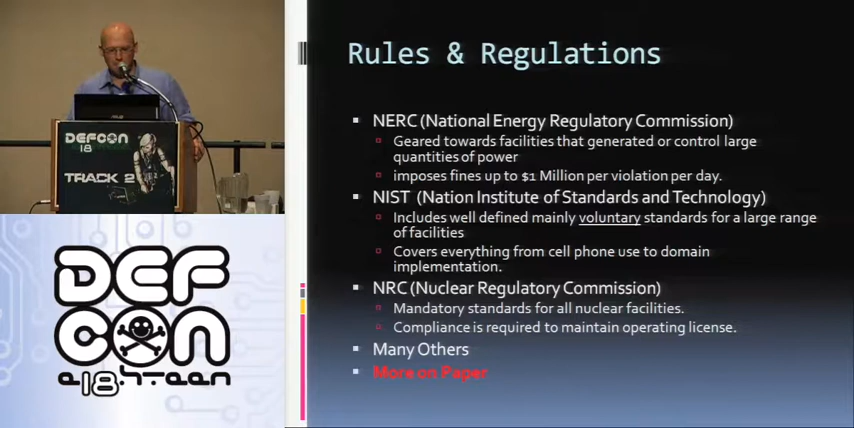 DEFCON
18
TRACK 2
DEF
CON
e18hteen
Rules & Regulations
NERC (National Energy Regulatory Commission)
Geared towards facilities that generated or control large
quantities of power
imposes fines up to $1 Million per violation per day.
NIST (Nation Institute of Standards and Technology)
Includes well defined mainly voluntary standards for a large range
of facilities
Covers everything from cell phone use to domain
implementation.
NRC (Nuclear Regulatory Commission)
Mandatory standards for all nuclear facilities.
Compliance is required to maintain operating license.
Many Others
More on Paper